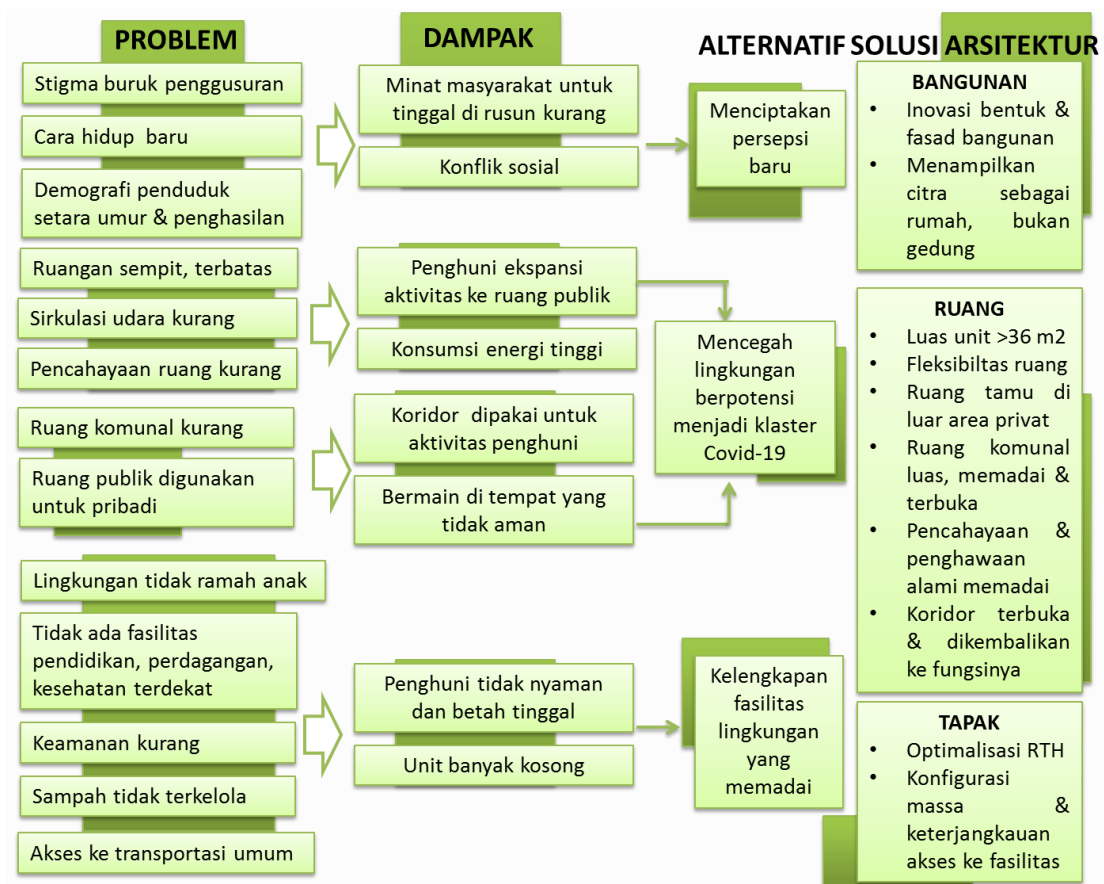 PROBLEM
Stigma buruk penggusuran
Cara hidup baru
Demografi penduduk
setara umur & penghasilan
Ruangan sempit, terbatas
Sirkulasi udara kurang
Pencahayaan ruang kurang
Ruang komunal kurang
Ruang publik digunakan
untuk pribadi
Lingkungan tidak ramah anak
Tidak ada fasilitas
pendidikan, perdagangan,
kesehatan terdekat
Keamanan kurang
Sampah tidak terkelola
Akses ke transportasi umum
DAMPAK
Minat masyarakat untuk
tinggal di rusun kurang
Konflik sosial
Penghuni ekspansi
aktivitas ke ruang publik
Konsumsi energi tinggi
Koridor dipakai untuk
aktivitas penghuni
Bermain di tempat yang
tidak aman
Penghuni tidak nyaman
dan betah tinggal
Unit banyak kosong
ALTERNATIF SOLUSI ARSITEKTUR
Menciptakan
persepsi
baru
Mencegah
lingkungan
berpotensi
menjadi klaster
Covid-19
Kelengkapan
fasilitas
lingkungan
yang
memadai
BANGUNAN
• Inovasi bentuk &
fasad bangunan
• Menampilkan
citra sebagai
rumah, bukan
gedung
RUANG
• Luas unit >36 m2
• Fleksibiltas ruang
• Ruang tamu di
luar area privat
• Ruang komunal
luas, memadai &
terbuka
• Pencahayaan &
penghawaan
alami memadai
• Koridor terbuka
& dikembalikan
ke fungsinya
TAPAK
• Optimalisasi RTH
• Konfigurasi
massa &
keterjangkauan
akses ke fasilitas